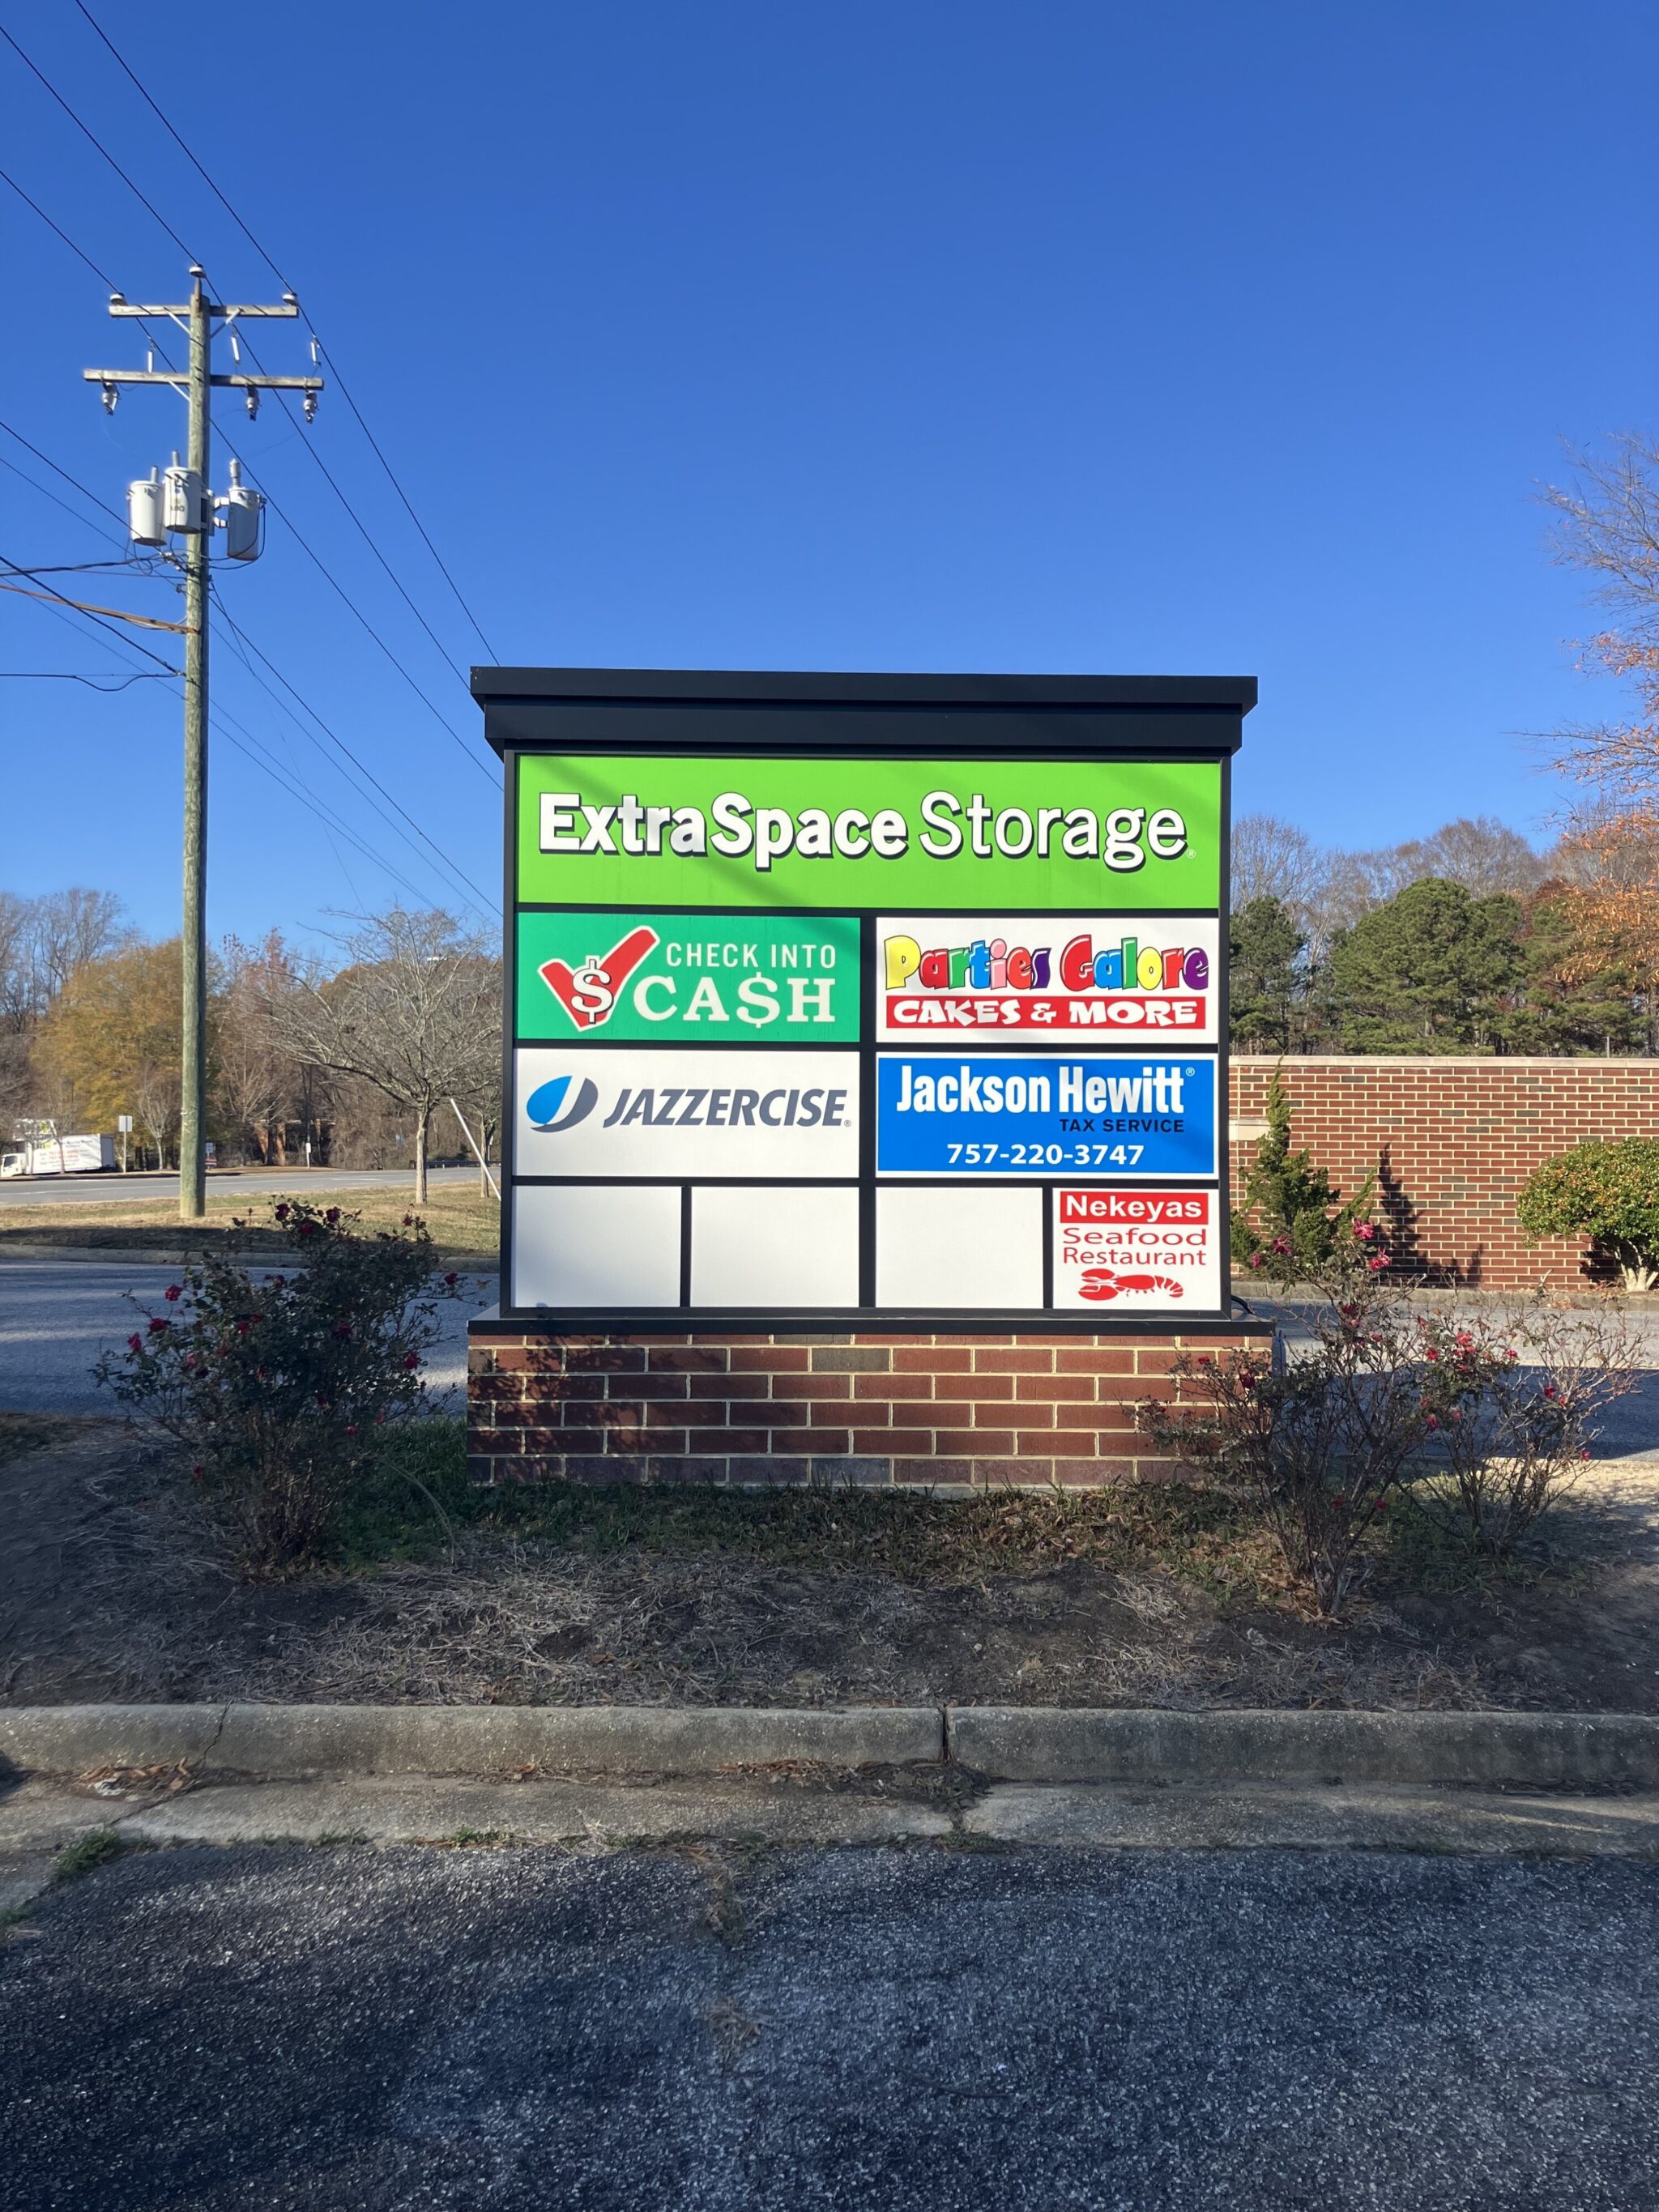 ExtraSpace Storage®
$ CHECK INTO
CA$H
Parties Galore
CAKES & MORE
JAZZERCISE®
Jackson Hewitt®
TAX SERVICE
757-220-3747
Nekeyas
Seafood
Restaurant